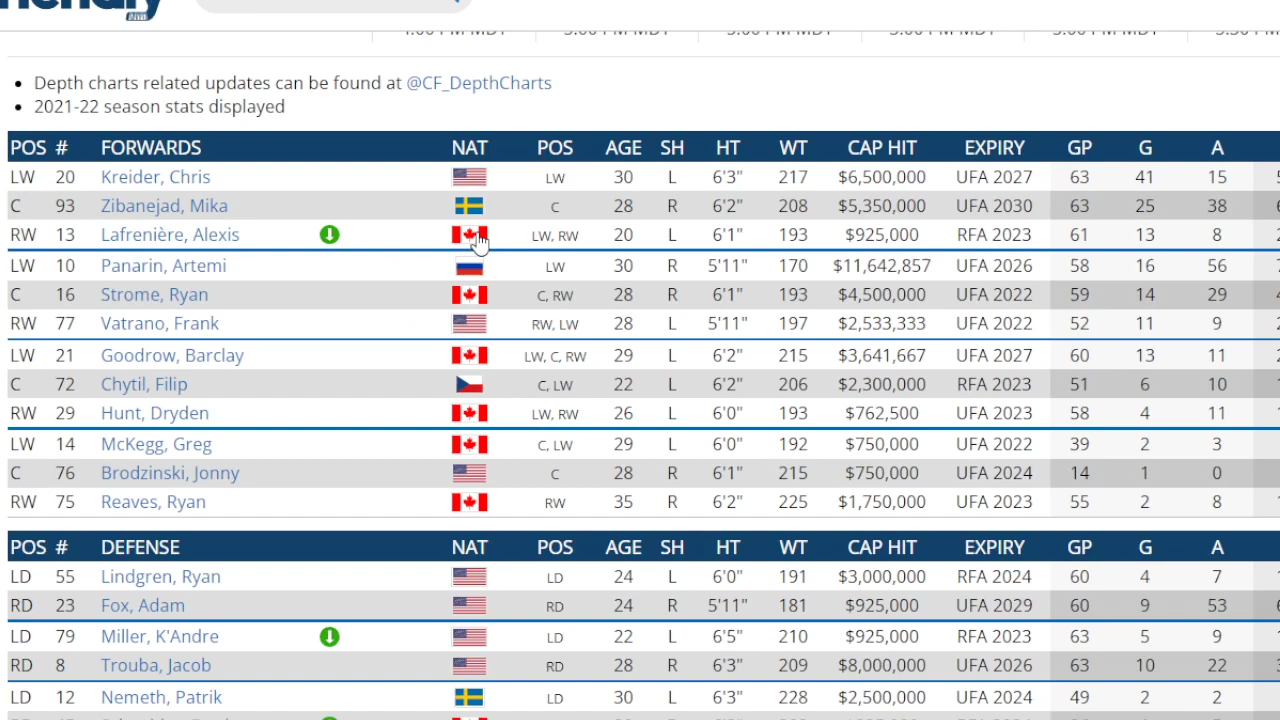 Depth charts related updates can be found at @CF_DepthCharts
2021-22 season stats displayed
POS # FORWARDS NAT POS AGE SH HT WT CAP HIT EXPIRY GP G A
LW 20 Kreider, Chris LW 30 L 6'3" 217 $6,500,000 UFA 2027 63 41 15
C 93 Zibanejad, Mika C 28 R 6'2" 208 $5,350,000 UFA 2030 63 25 38
RW 13 Lafrenière, Alexis LW, RW 20 L 6'1" 193 $925,000 RFA 2023 61 13 8
LW 10 Panarin, Artemi LW 30 R 5'11" 170 $11,642,857 UFA 2026 58 16 56
C 16 Strome, Ryan C, RW 28 R 6'1" 193 $4,500,000 UFA 2022 59 14 29
RW 77 Vatrano, Frank RW, LW 28 L 5'11" 197 $2,533,333 UFA 2022 52 11 9
LW 21 Goodrow, Barclay LW, C, RW 29 L 6'2" 215 $3,641,667 UFA 2027 60 13 11
C 72 Chytil, Filip C, LW 22 L 6'2" 206 $2,300,000 RFA 2023 51 6 10
RW 29 Hunt, Dryden LW, RW 26 L 6'0" 193 $762,500 UFA 2023 58 4 11
LW 14 McKegg, Greg C, LW 29 L 6'0" 192 $750,000 UFA 2022 39 2 3
C 76 Brodzinski, Jonny C 28 R 6'1" 215 $750,000 UFA 2024 14 1 0
RW 75 Reaves, Ryan RW 35 R 6'2" 225 $1,750,000 UFA 2023 55 2 8
POS # DEFENSE NAT POS AGE SH HT WT CAP HIT EXPIRY GP G A
LD 55 Lindgren, Ryan LD 24 L 6'0" 191 $3,000,000 RFA 2024 60 4 7
RD 23 Fox, Adam RD 24 R 5'11" 181 $925,000 UFA 2029 60 9 53
LD 79 Miller, K'Andre LD 22 L 6'5" 210 $925,000 RFA 2023 63 5 9
RD 8 Trouba, Jacob RD 28 R 6'3" 203 $8,000,000 UFA 2026 63 10 22
LD 12 Nemeth, Patrik LD 30 L 6'3" 228 $2,500,000 UFA 2024 49 2 2